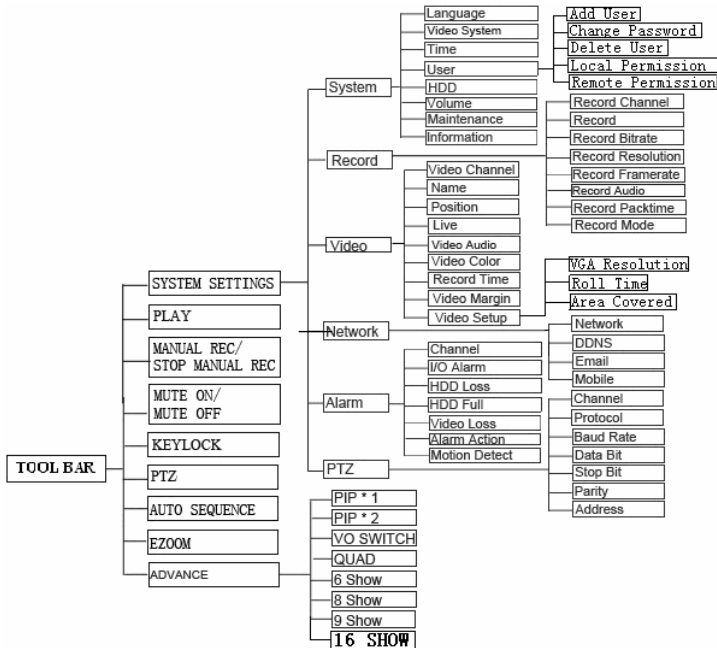 TOOL BAR
SYSTEM SETTINGS
PLAY
MANUAL REC/
STOP MANUAL REC
MUTE ON/
MUTE OFF
KEYLOCK
PTZ
AUTO SEQUENCE
EZOOM
ADVANCE
System
Record
Video
Network
Alarm
PTZ
Language
Video System
Time
User
HDD
Volume
Maintenance
Information
Add User
Change Password
Delete User
Local Permission
Remote Permission
Record Channel
Record
Record Bitrate
Record Resolution
Record Framerate
Record Audio
Record Packtime
Record Mode
Video Channel
Name
Position
Live
Video Audio
Video Color
Record Time
Video Margin
Video Setup
VGA Resolution
Roll Time
Area Covered
Network
DDNS
Email
Mobile
Channel
I/O Alarm
HDD Loss
HDD Full
Video Loss
Alarm Action
Motion Detect
Channel
Protocol
Baud Rate
Data Bit
Stop Bit
Parity
Address
PIP * 1
PIP * 2
VO SWITCH
QUAD
6 Show
8 Show
9 Show
16 SHOW